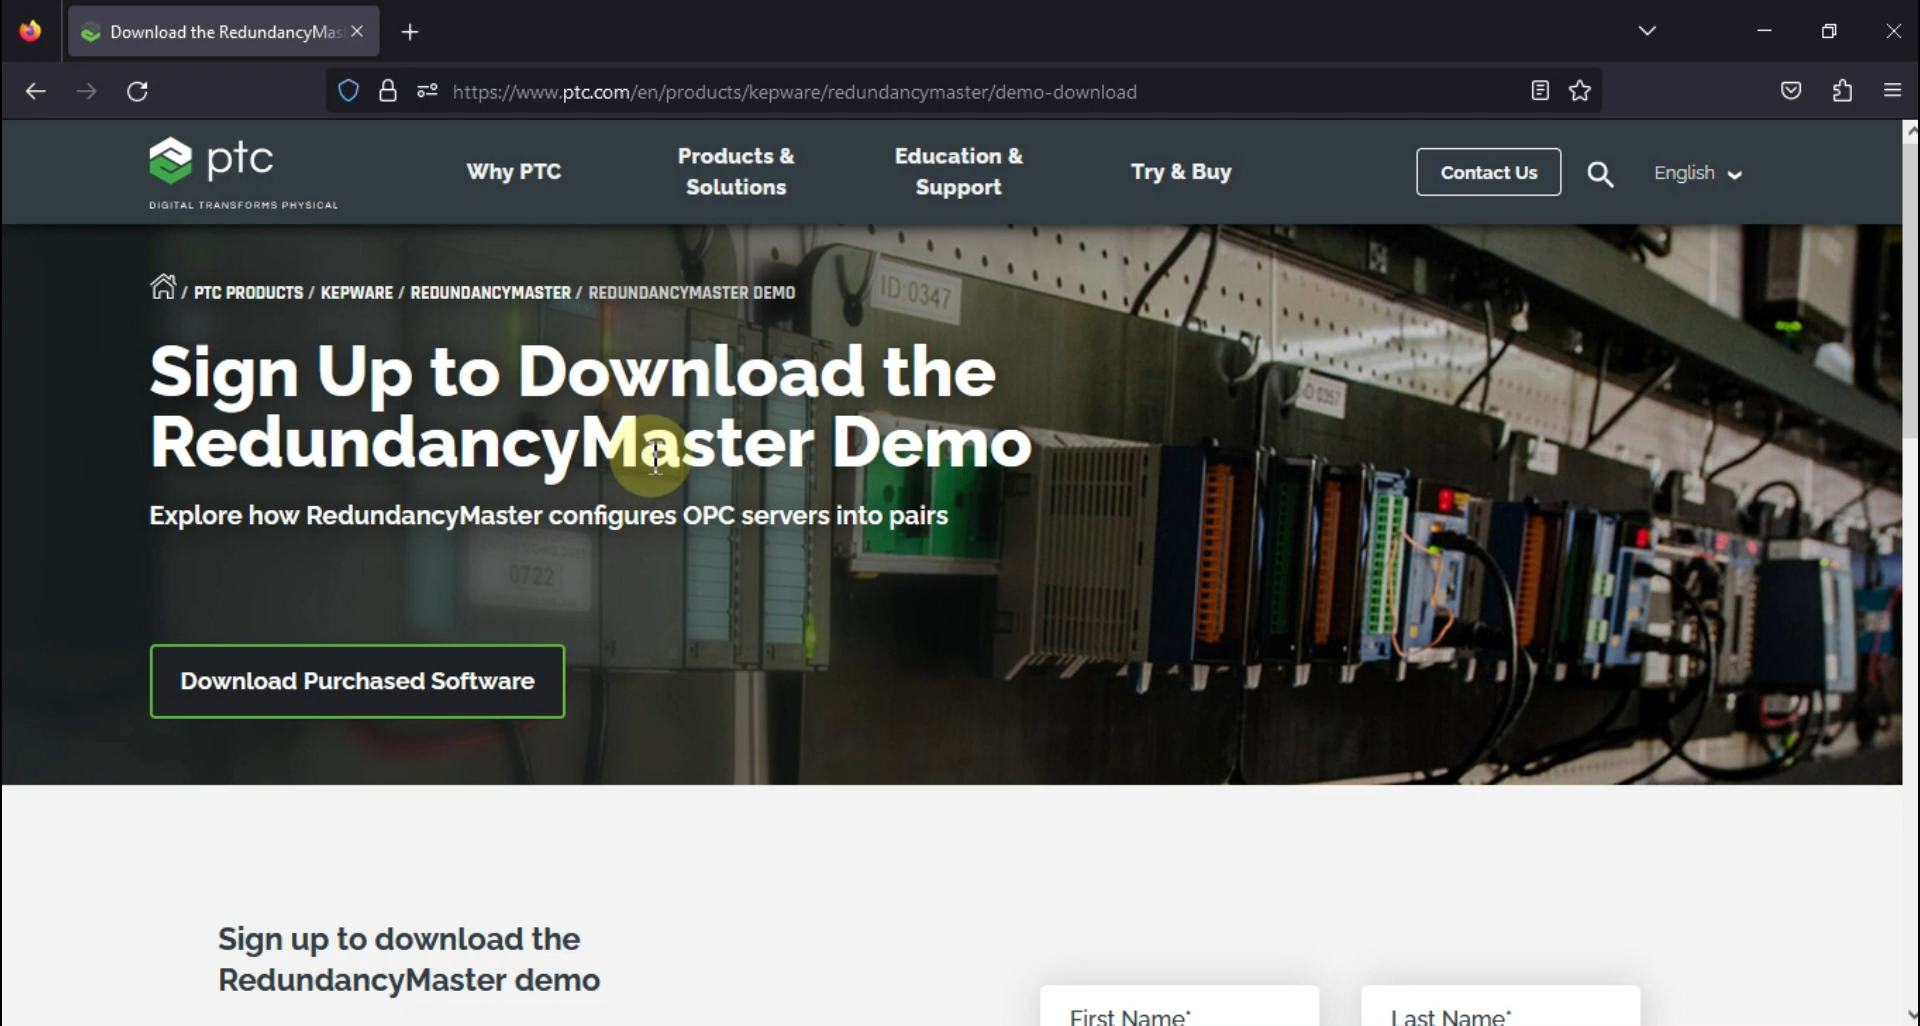 Download the RedundancyMas
https://www.ptc.com/en/products/kepware/redundancymaster/demo-download
ptc
DIGITAL TRANSFORMS PHYSICAL
Why PTC
Products &
Solutions
Education &
Support
Try & Buy
Contact Us
English
/ PTC PRODUCTS / KEPWARE / REDUNDANCYMASTER / REDUNDANCYMASTER DEMO
ID:0347
ID:0357
Sign Up to Download the
RedundancyMaster Demo
Explore how RedundancyMaster configures OPC servers into pairs
0722
Download Purchased Software
Sign up to download the
RedundancyMaster demo
First Name*
Last Name*